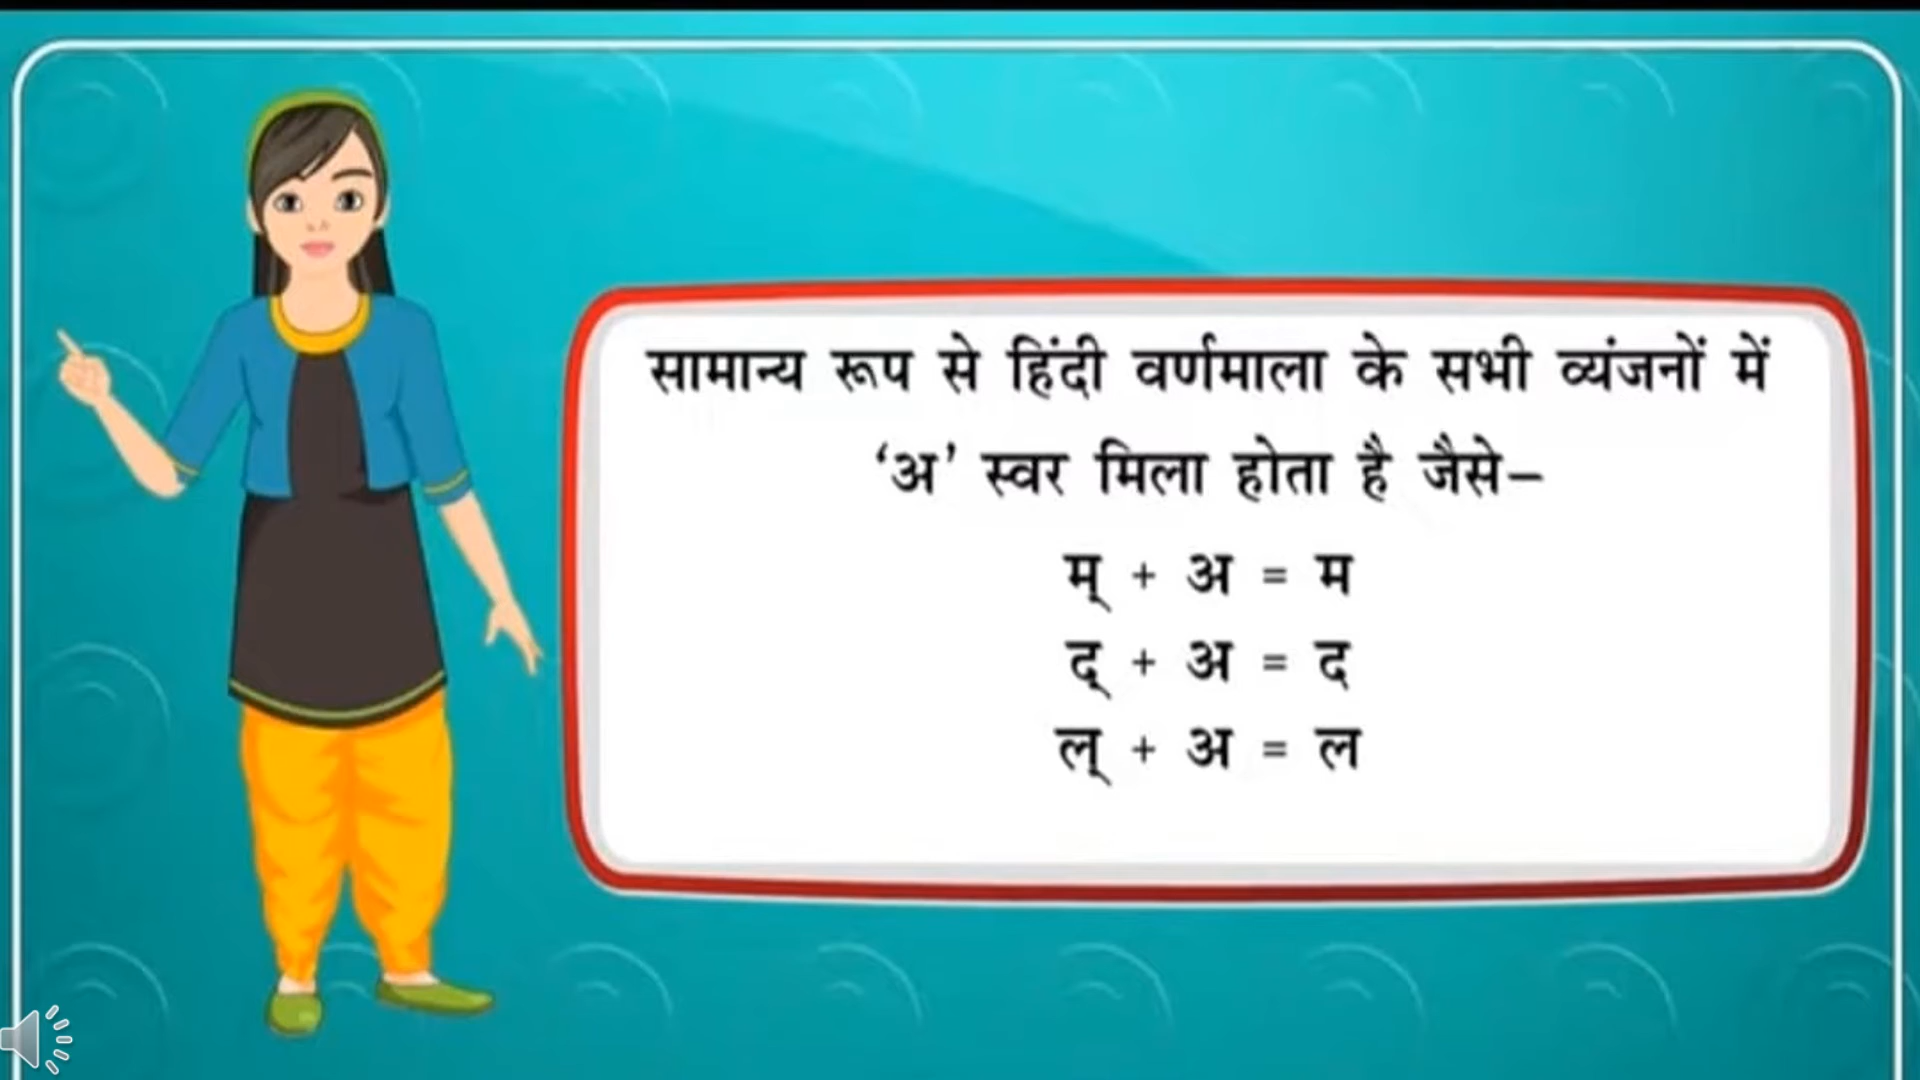 सामान्य रूप से हिंदी वर्णमाला के सभी व्यंजनों में
‘अ’ स्वर मिला होता है जैसे–
म् + अ = म
द् + अ = द
ल् + अ = ल